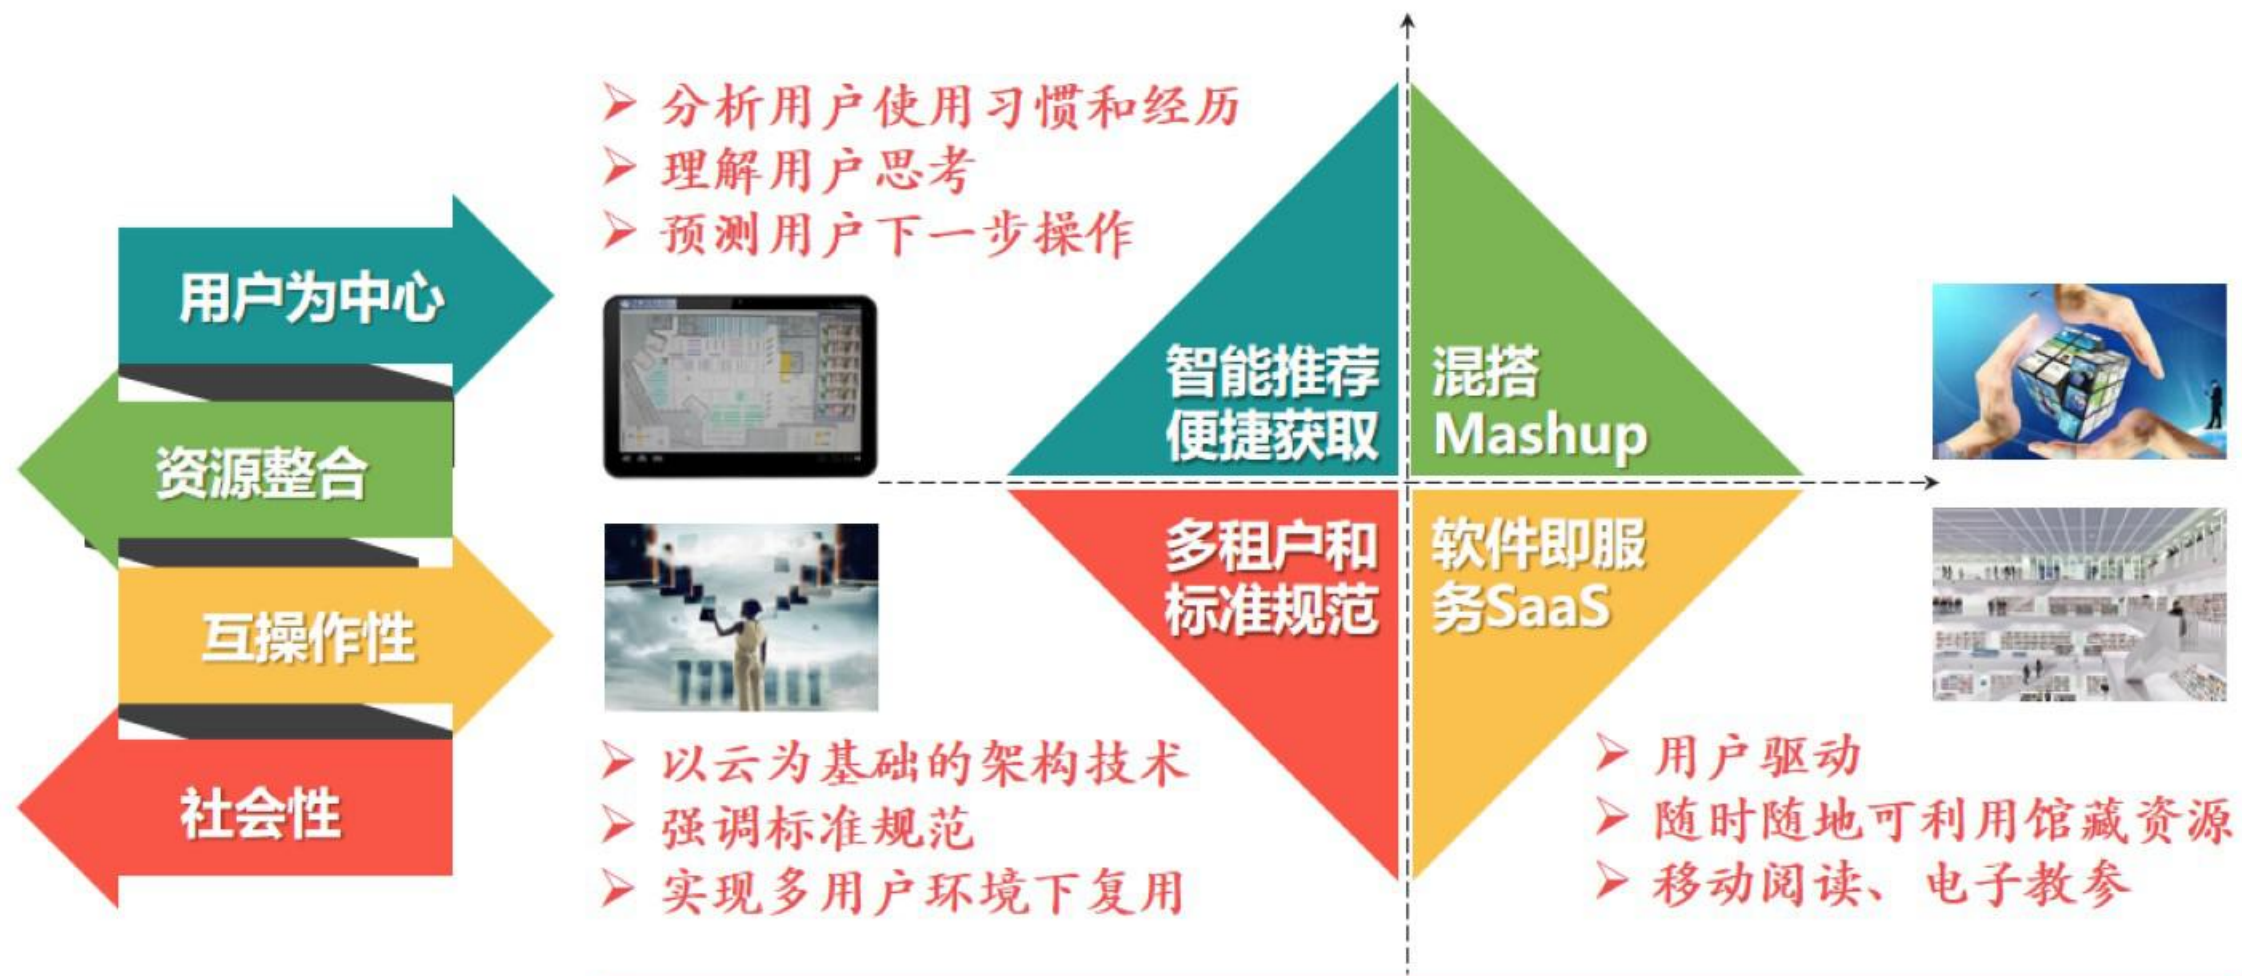 用户为中心
资源整合
互操作性
社会性
分析用户使用习惯和经历
理解用户思考
预测用户下一步操作
智能推荐
便捷获取
混搭
Mashup
多租户和
标准规范
软件即服
务SaaS
以云为基础的架构技术
强调标准规范
实现多用户环境下复用
用户驱动
随时随地可利用馆藏资源
移动阅读、电子教参